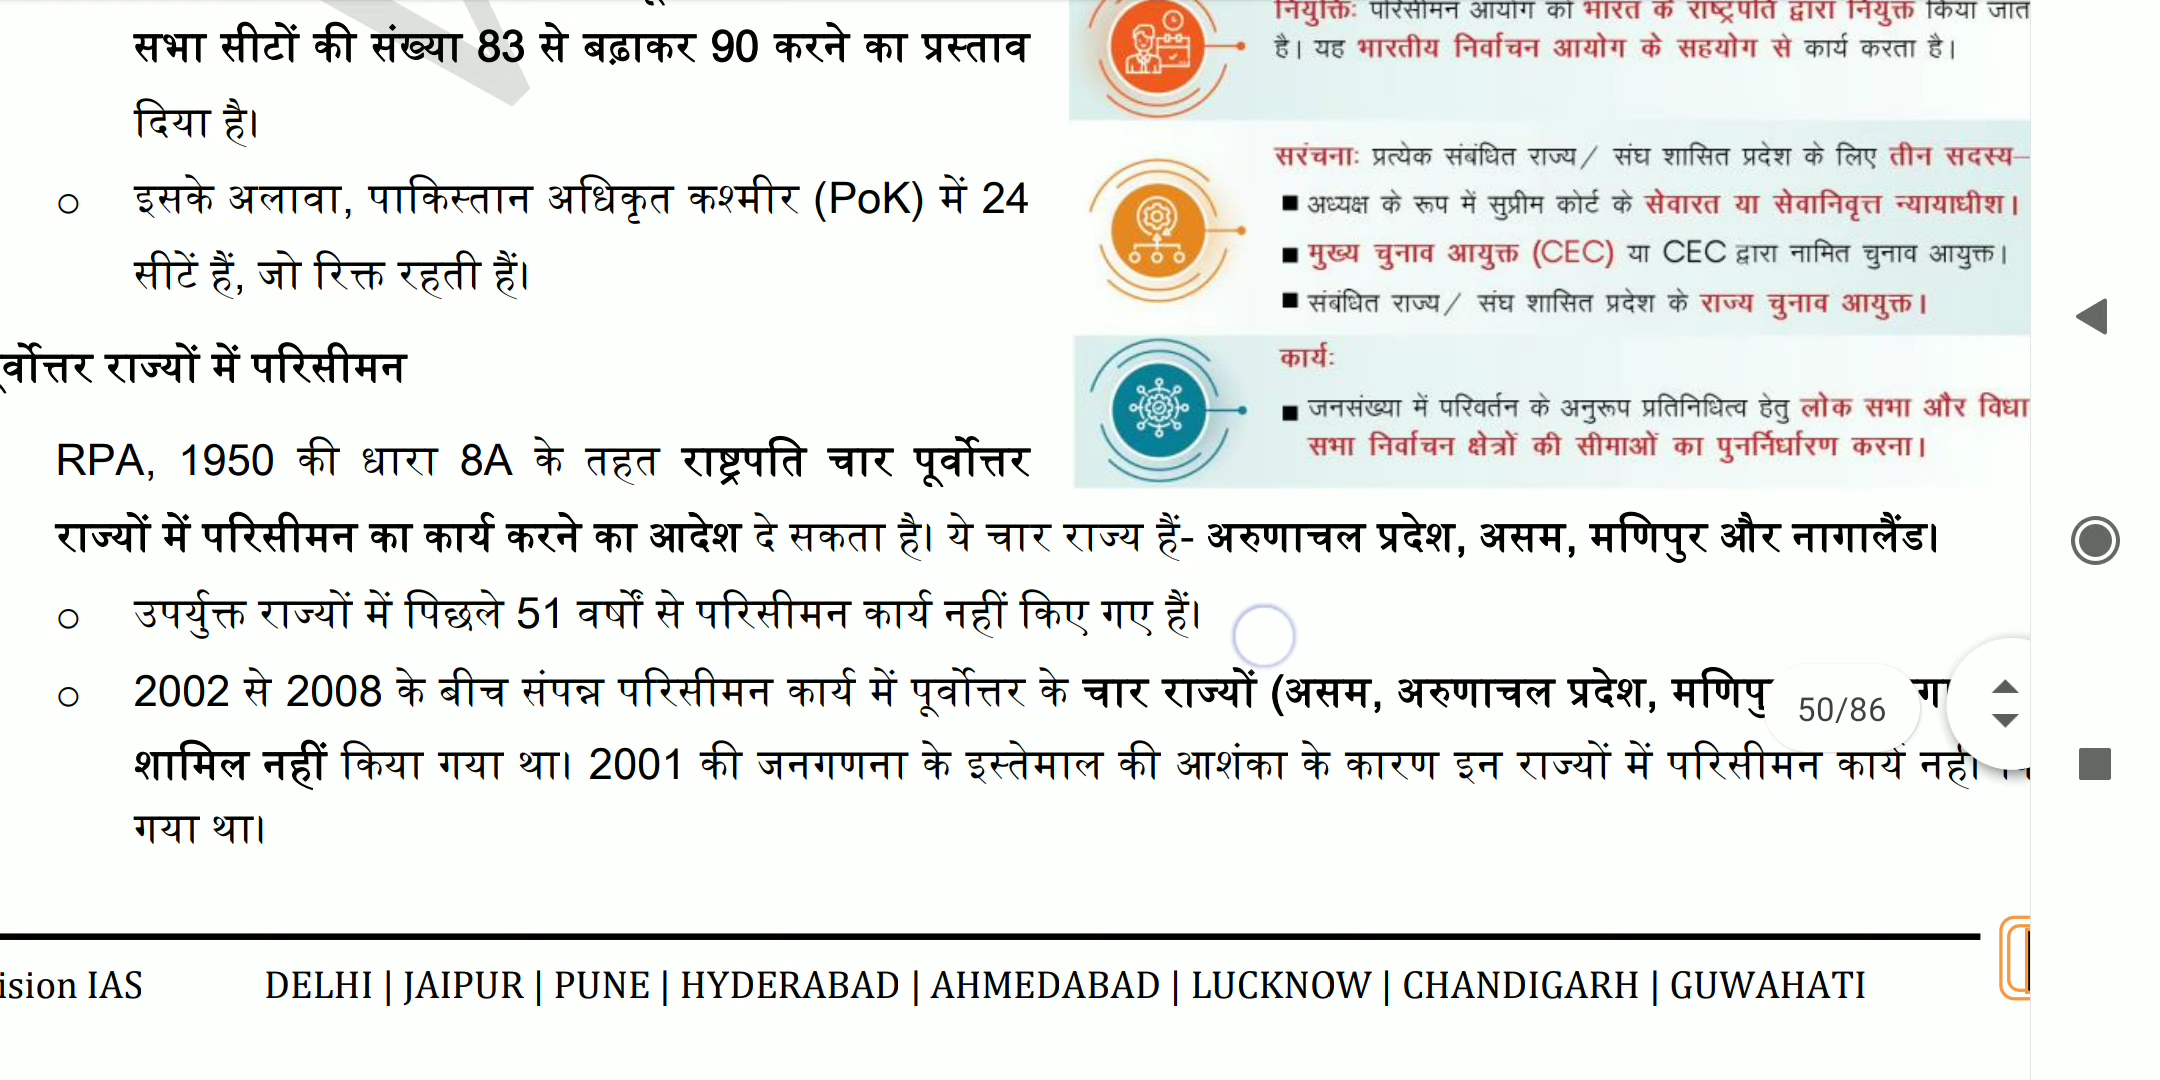 सभा सीटों की संख्या 83 से बढ़ाकर 90 करने का प्रस्ताव
दिया है।
○ इसके अलावा, पाकिस्तान अधिकृत कश्मीर (PoK) में 24
सीटें हैं, जो रिक्त रहती हैं।
र्वोत्तर राज्यों में परिसीमन
RPA, 1950 की धारा 8A के तहत राष्ट्रपति चार पूर्वोत्तर
राज्यों में परिसीमन का कार्य करने का आदेश दे सकता है। ये चार राज्य हैं- अरुणाचल प्रदेश, असम, मणिपुर और नागालैंड।
○ उपर्युक्त राज्यों में पिछले 51 वर्षों से परिसीमन कार्य नहीं किए गए हैं।
○ 2002 से 2008 के बीच संपन्न परिसीमन कार्य में पूर्वोत्तर के चार राज्यों (असम, अरुणाचल प्रदेश, मणिपु
शामिल नहीं किया गया था। 2001 की जनगणना के इस्तेमाल की आशंका के कारण इन राज्यों में परिसीमन कार्य नहीं
गया था।
नियुक्तिः परिसीमन आयोग को भारत के राष्ट्रपति द्वारा नियुक्त किया जात
है। यह भारतीय निर्वाचन आयोग के सहयोग से कार्य करता है।
सरंचनाः प्रत्येक संबंधित राज्य/ संघ शासित प्रदेश के लिए तीन सदस्य–
■ अध्यक्ष के रूप में सुप्रीम कोर्ट के सेवारत या सेवानिवृत्त न्यायाधीश।
■ मुख्य चुनाव आयुक्त (CEC) या CEC द्वारा नामित चुनाव आयुक्त।
■ संबंधित राज्य/ संघ शासित प्रदेश के राज्य चुनाव आयुक्त।
कार्यः
■ जनसंख्या में परिवर्तन के अनुरूप प्रतिनिधित्व हेतु लोक सभा और विधा
सभा निर्वाचन क्षेत्रों की सीमाओं का पुनर्निर्धारण करना।
50/86
ision IAS DELHI | JAIPUR | PUNE | HYDERABAD | AHMEDABAD | LUCKNOW | CHANDIGARH | GUWAHATI